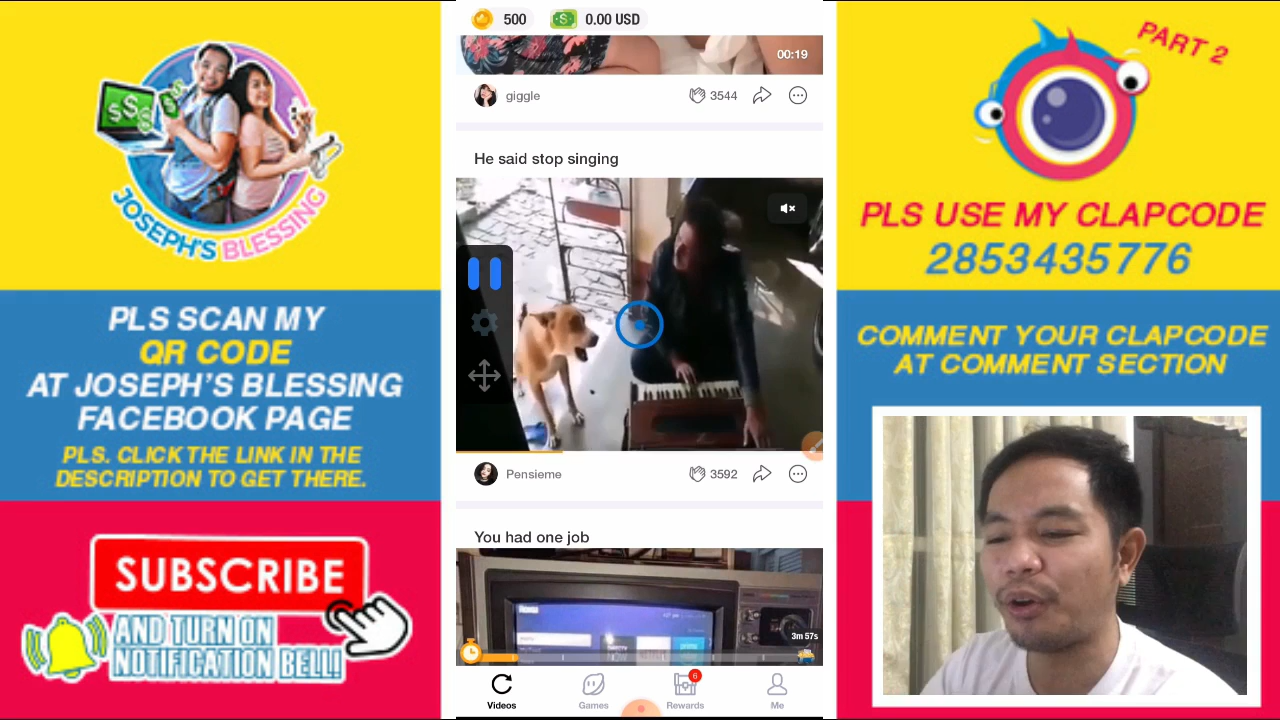 JOSEPH'S BLESSING
PLS SCAN MY
QR CODE
AT JOSEPH'S BLESSING
FACEBOOK PAGE
PLS. CLICK THE LINK IN THE
DESCRIPTION TO GET THERE.
SUBSCRIBE
AND TURN ON
NOTIFICATION BELL!
500
0.00 USD
00:19
giggle
3544
He said stop singing
Pensieme
3592
You had one job
3m 57s
Videos
Games
6
Rewards
Me
PART 2
PLS USE MY CLAPCODE
2853435776
COMMENT YOUR CLAPCODE
AT COMMENT SECTION